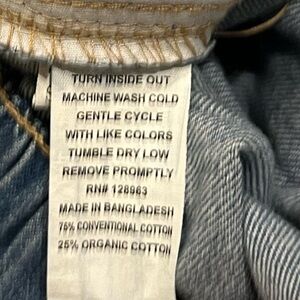 TURN INSIDE OUT
MACHINE WASH COLD
GENTLE CYCLE
WITH LIKE COLORS
TUMBLE DRY LOW
REMOVE PROMPTLY
RN# 128963
MADE IN BANGLADESH
75% CONVENTIONAL COTTON
25% ORGANIC COTTON